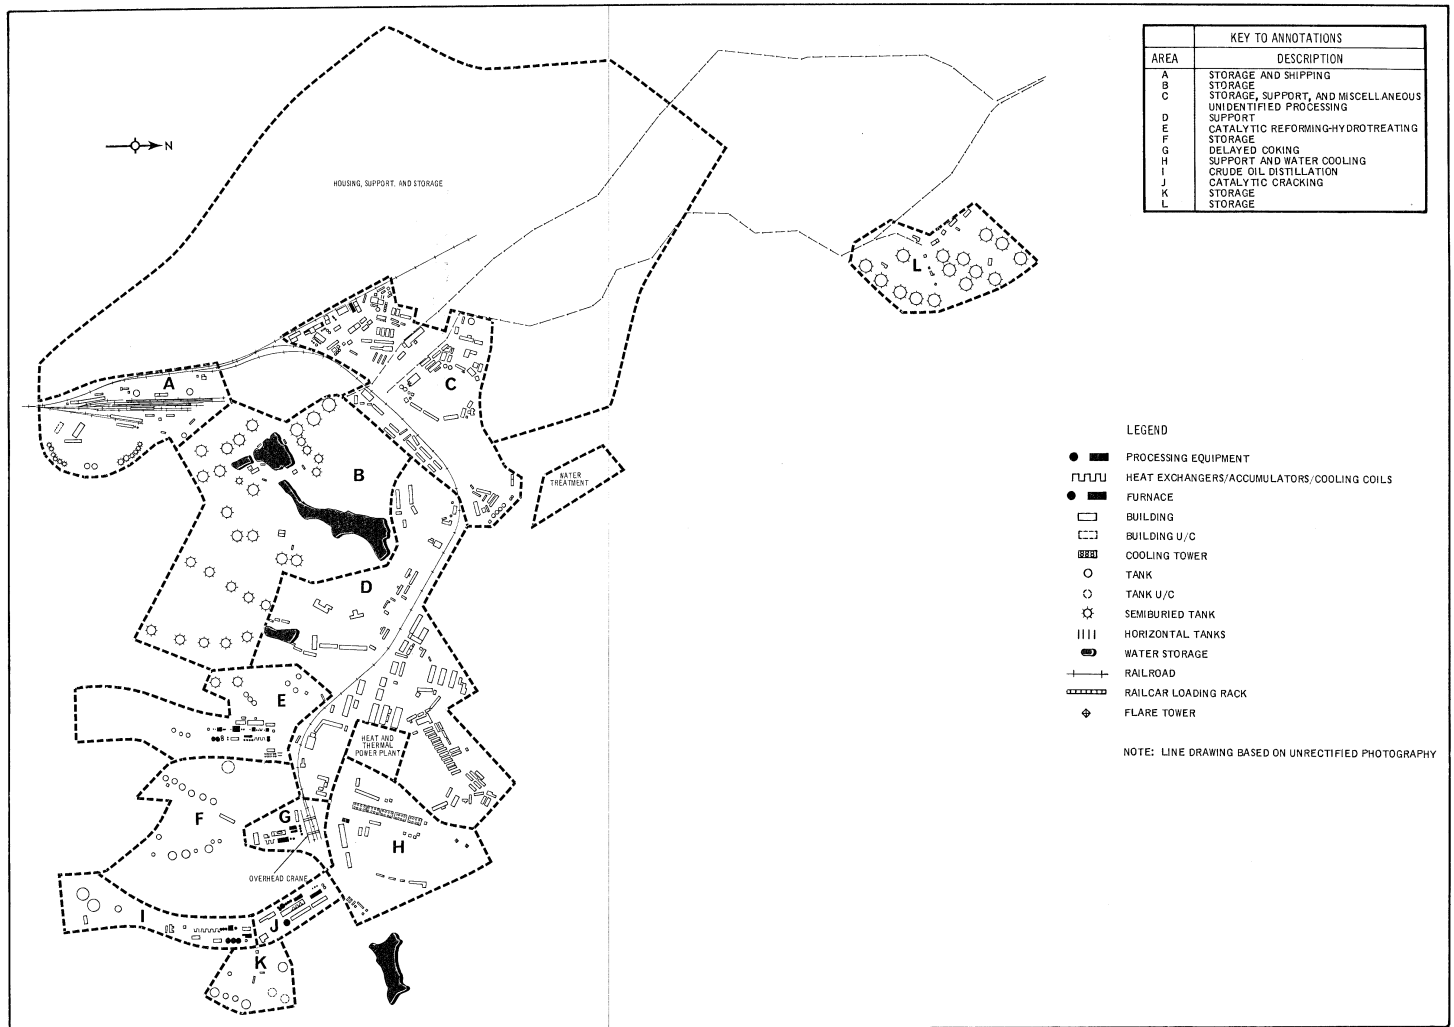 KEY TO ANNOTATIONS
AREA DESCRIPTION
A STORAGE AND SHIPPING
B STORAGE
C STORAGE, SUPPORT, AND MISCELLANEOUS
UNIDENTIFIED PROCESSING
D SUPPORT
E CATALYTIC REFORMING-HYDROTREATING
F STORAGE
G DELAYED COKING
H SUPPORT AND WATER COOLING
I CRUDE OIL DISTILLATION
J CATALYTIC CRACKING
K STORAGE
L STORAGE
N
HOUSING, SUPPORT, AND STORAGE
L
A
C
B
WATER
TREATMENT
D
E
HEAT AND
THERMAL
POWER PLANT
F
G
H
OVERHEAD CRANE
I
J
K
LEGEND
PROCESSING EQUIPMENT
HEAT EXCHANGERS/ACCUMULATORS/COOLING COILS
FURNACE
BUILDING
BUILDING U/C
COOLING TOWER
TANK
TANK U/C
SEMIBURIED TANK
HORIZONTAL TANKS
WATER STORAGE
RAILROAD
RAILCAR LOADING RACK
FLARE TOWER
NOTE: LINE DRAWING BASED ON UNRECTIFIED PHOTOGRAPHY